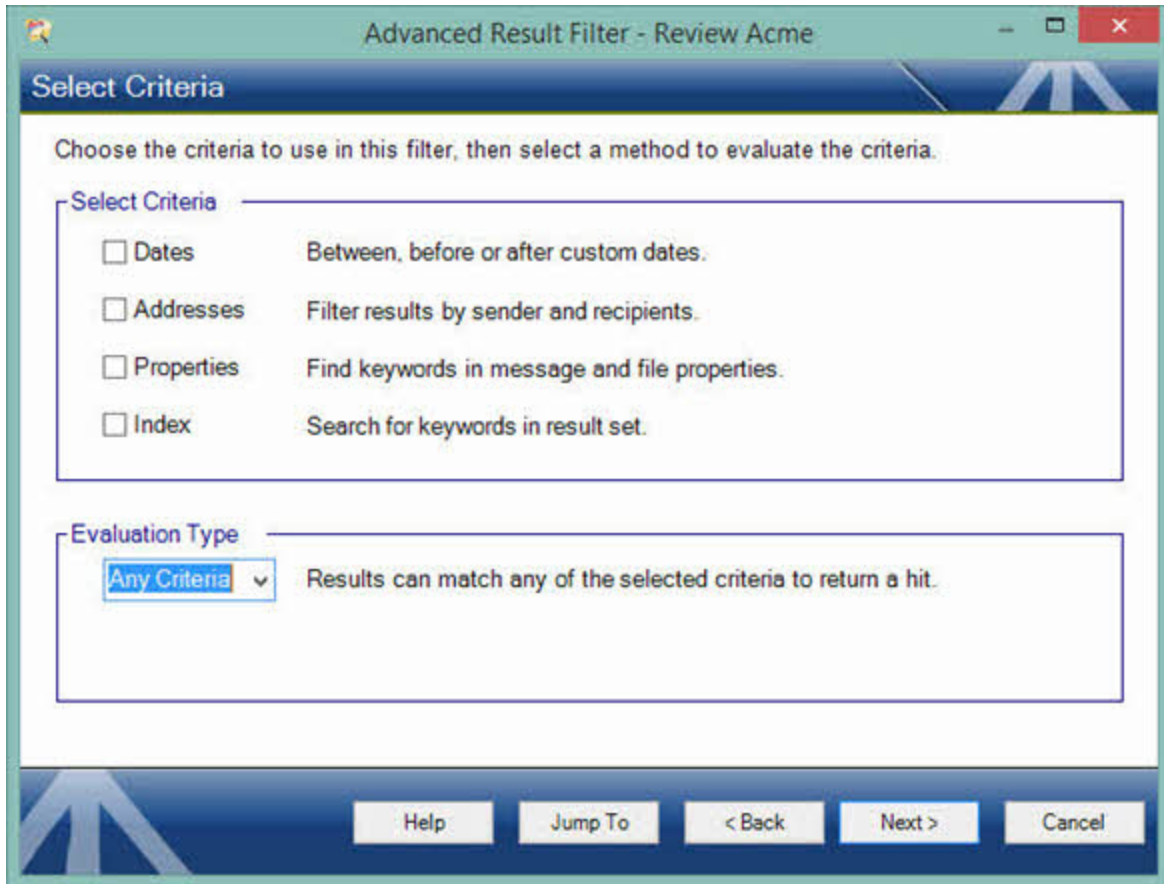 Advanced Result Filter - Review Acme
Select Criteria
Choose the criteria to use in this filter, then select a method to evaluate the criteria.
Select Criteria
Dates Between, before or after custom dates.
Addresses Filter results by sender and recipients.
Properties Find keywords in message and file properties.
Index Search for keywords in result set.
Evaluation Type
Any Criteria Results can match any of the selected criteria to return a hit.
Help Jump To < Back Next > Cancel